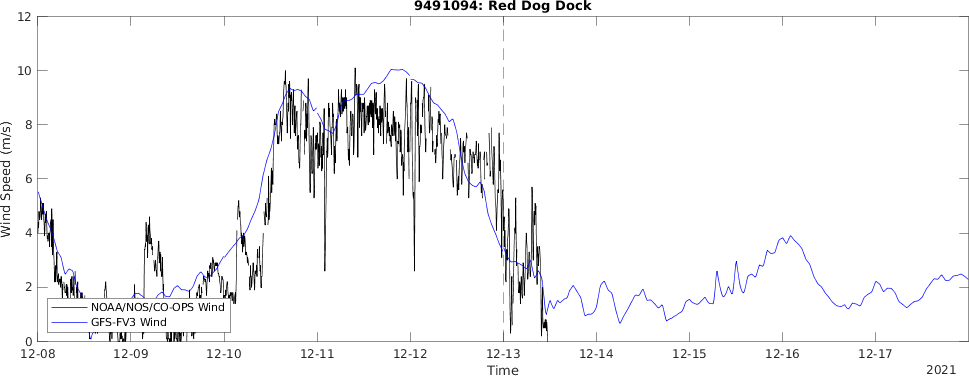 9491094: Red Dog Dock
12
10
8
6
4
2
0
Wind Speed (m/s)
NOAA/NOS/CO-OPS Wind
GFS-FV3 Wind
12-08 12-09 12-10 12-11 12-12 12-13 12-14 12-15 12-16 12-17
Time
2021